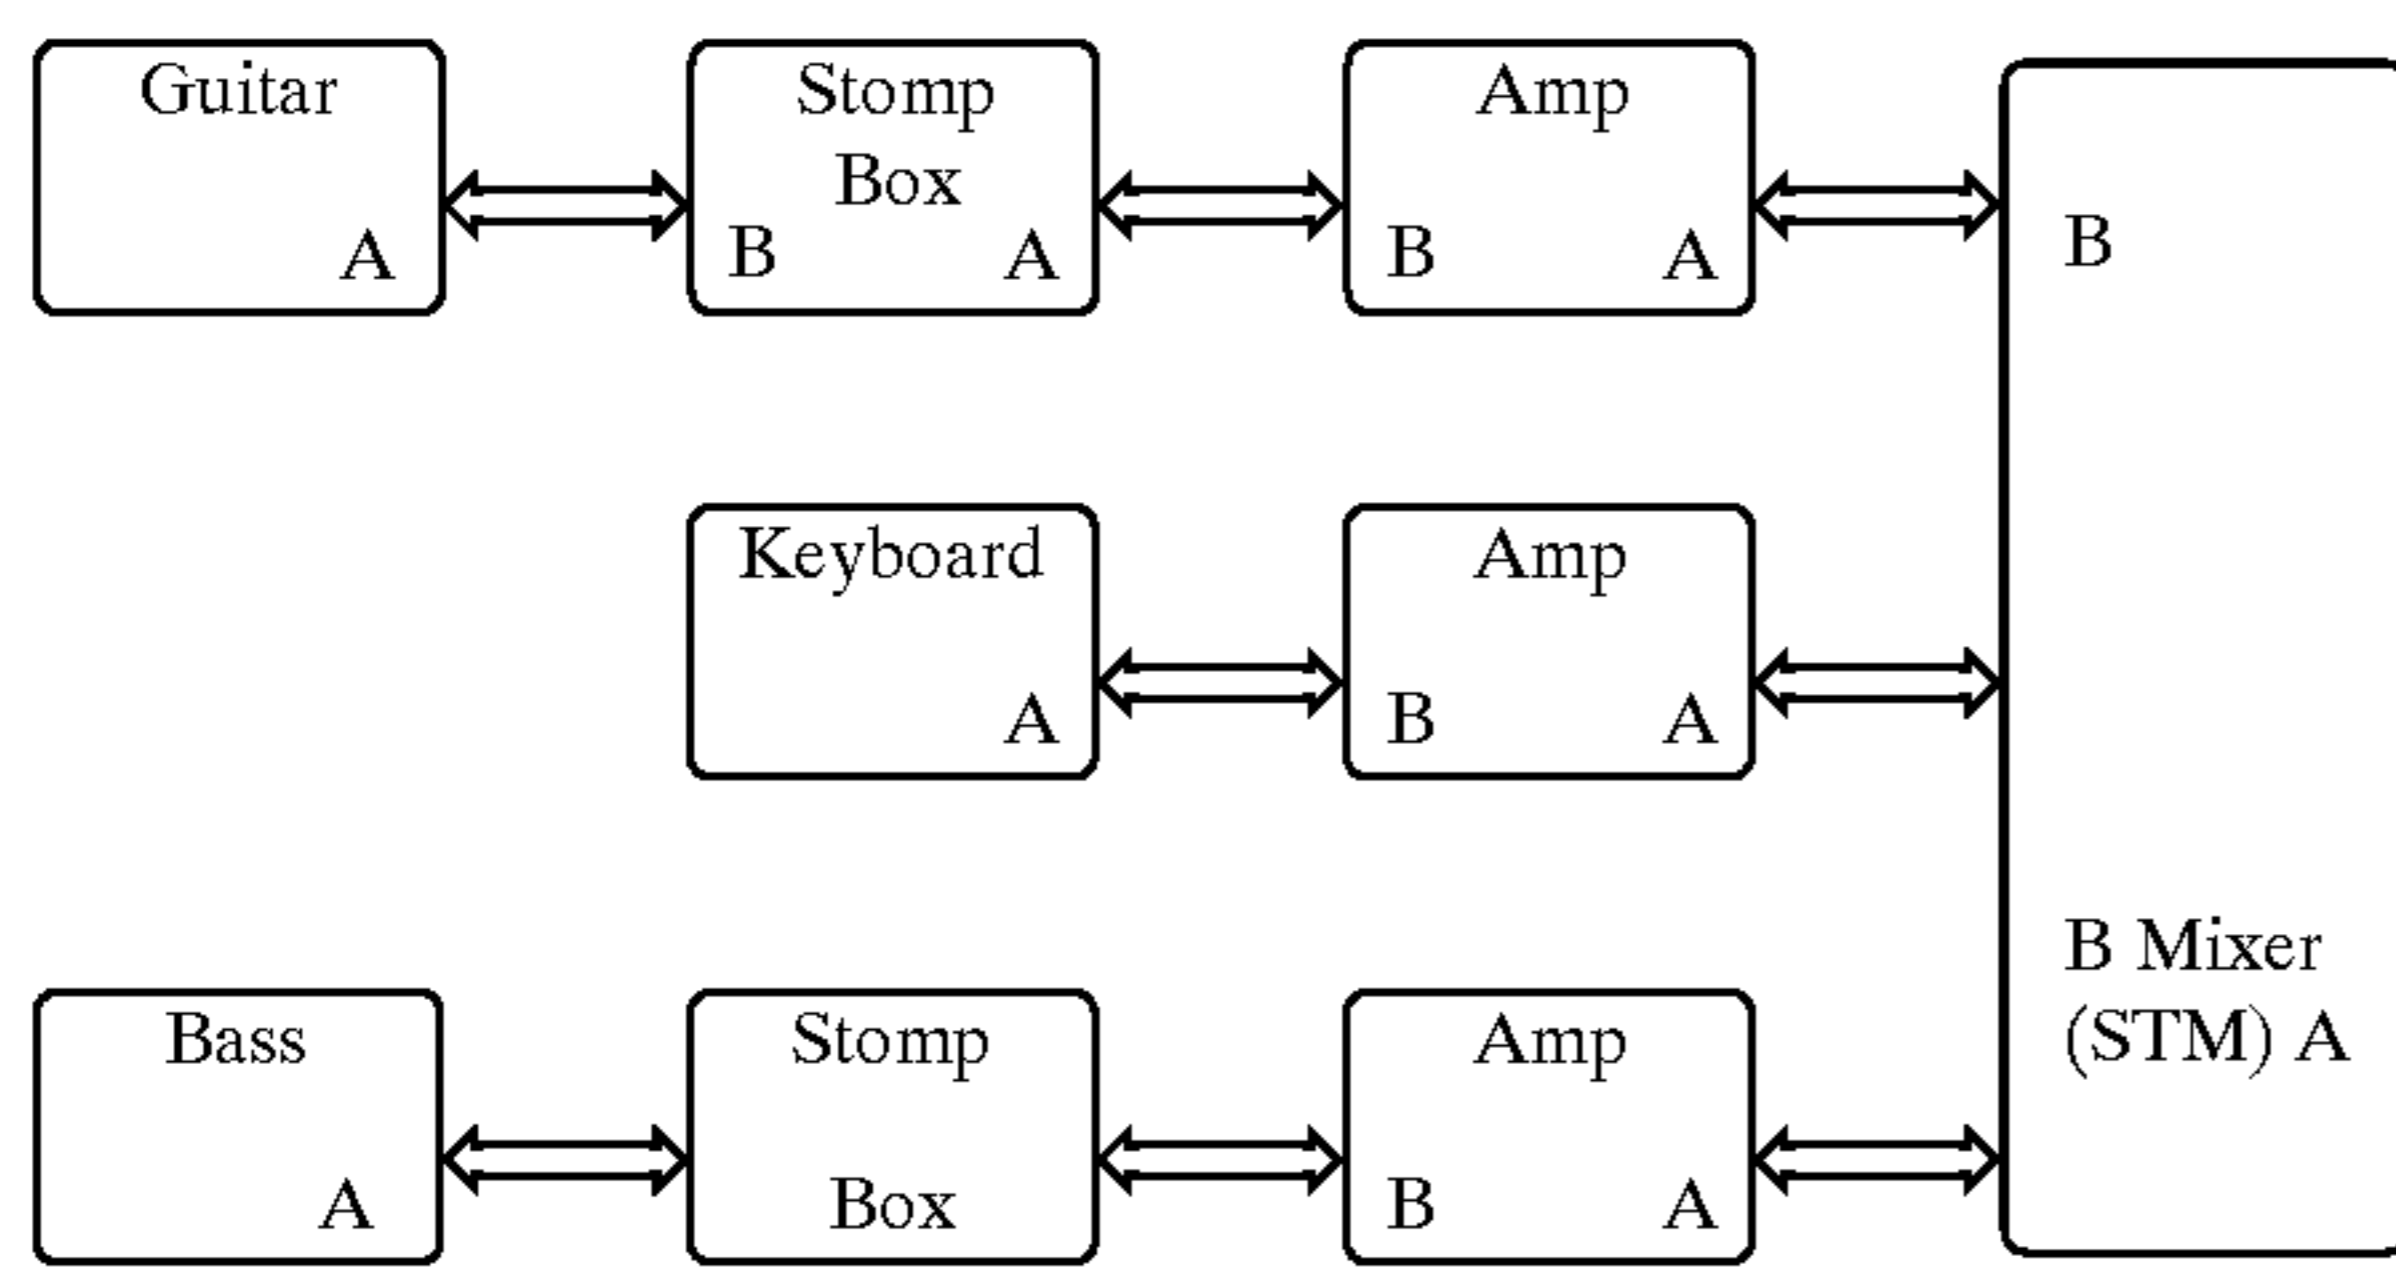 Guitar
A
Stomp
Box
B A
Amp
B A
B
Keyboard
A
Amp
B A
B Mixer
(STM) A
Bass
A
Stomp
Box
Amp
B A